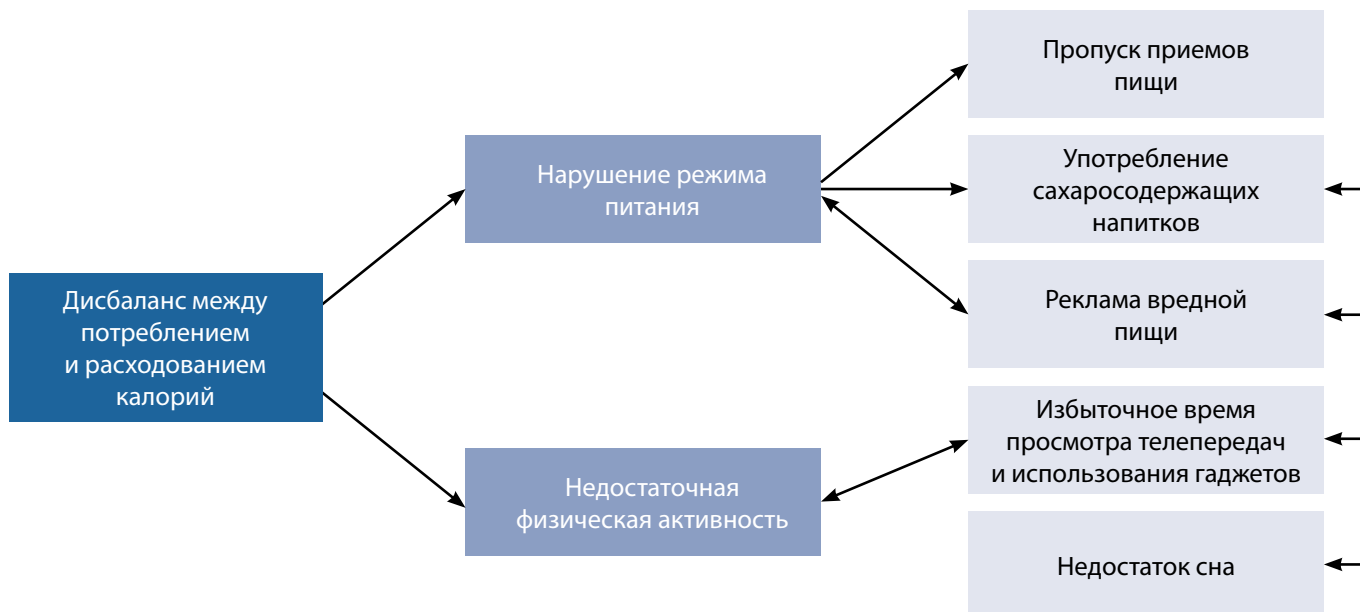 Пропуск приемов
пищи
Нарушение режима
питания
Употребление
сахаросодержащих
напитков
Дисбаланс между
потреблением
и расходованием
калорий
Реклама вредной
пищи
Избыточное время
просмотра телепередач
и использования гаджетов
Недостаточная
физическая активность
Недостаток сна